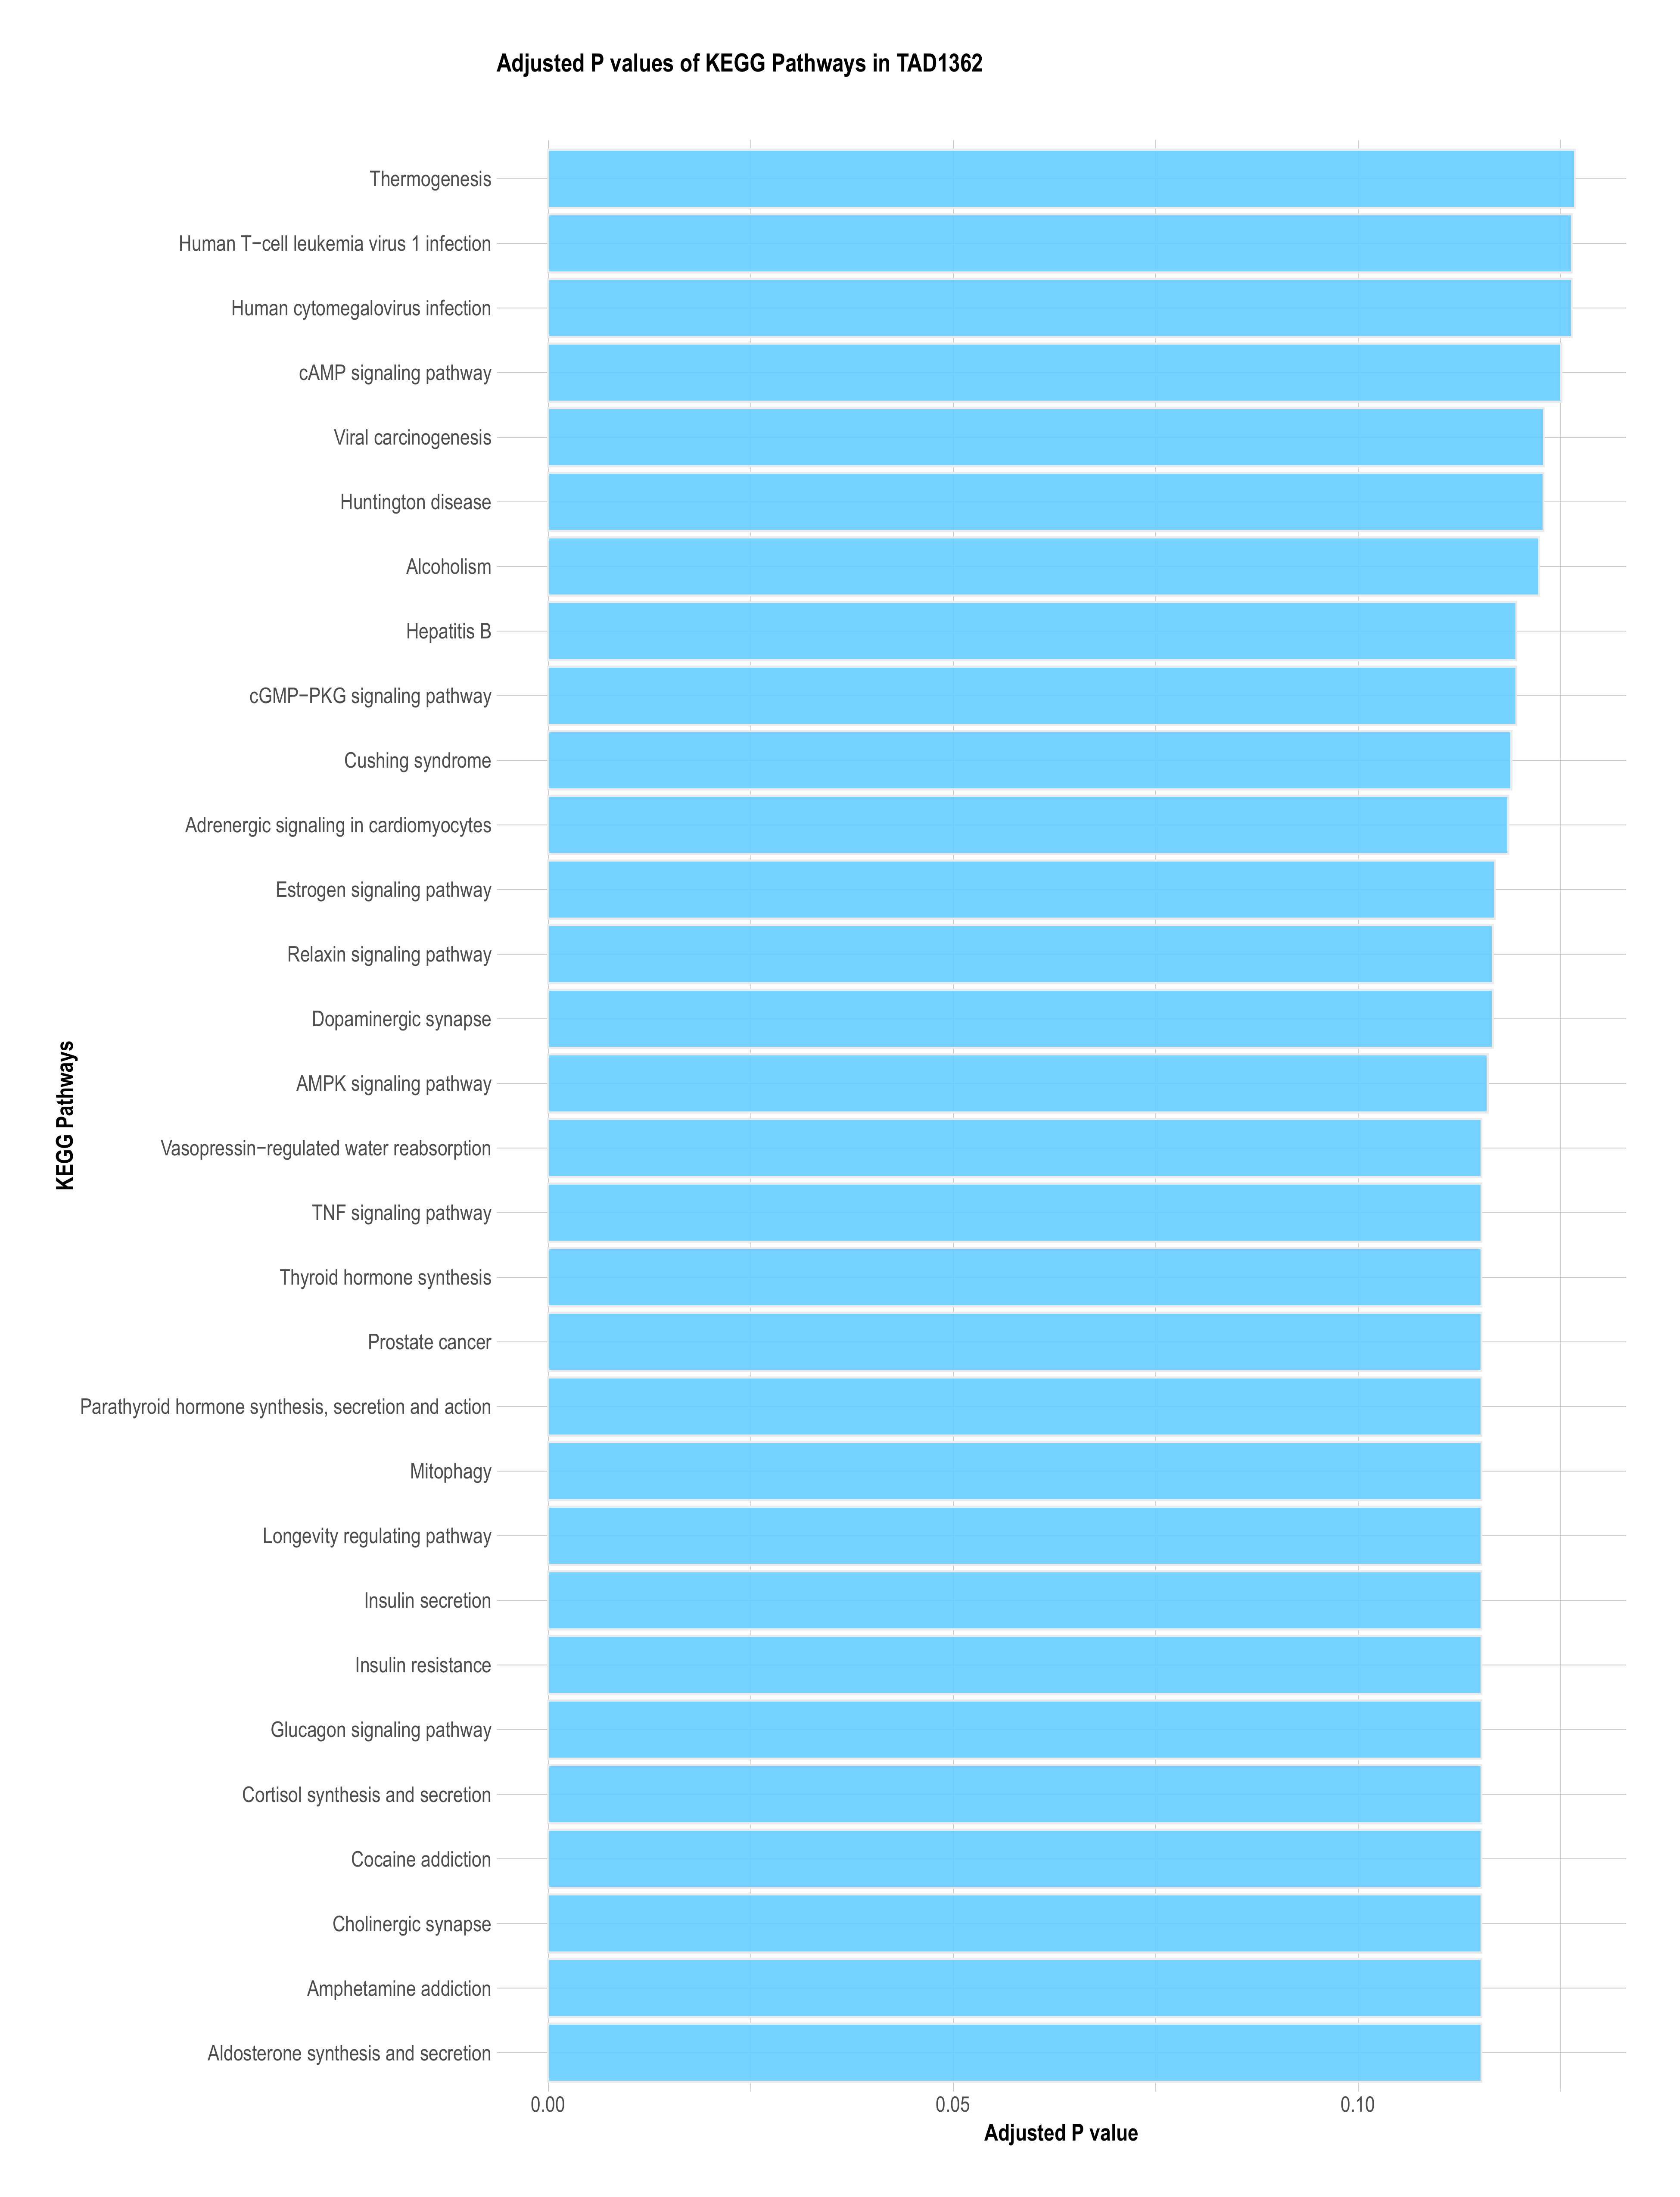 Adjusted P values of KEGG Pathways in TAD1362
Thermogenesis
Human T−cell leukemia virus 1 infection
Human cytomegalovirus infection
cAMP signaling pathway
Viral carcinogenesis
Huntington disease
Alcoholism
Hepatitis B
cGMP−PKG signaling pathway
Cushing syndrome
Adrenergic signaling in cardiomyocytes
Estrogen signaling pathway
Relaxin signaling pathway
Dopaminergic synapse
AMPK signaling pathway
Vasopressin−regulated water reabsorption
TNF signaling pathway
Thyroid hormone synthesis
Prostate cancer
Parathyroid hormone synthesis, secretion and action
Mitophagy
Longevity regulating pathway
Insulin secretion
Insulin resistance
Glucagon signaling pathway
Cortisol synthesis and secretion
Cocaine addiction
Cholinergic synapse
Amphetamine addiction
Aldosterone synthesis and secretion
KEGG Pathways
0.00 0.05 0.10
Adjusted P value